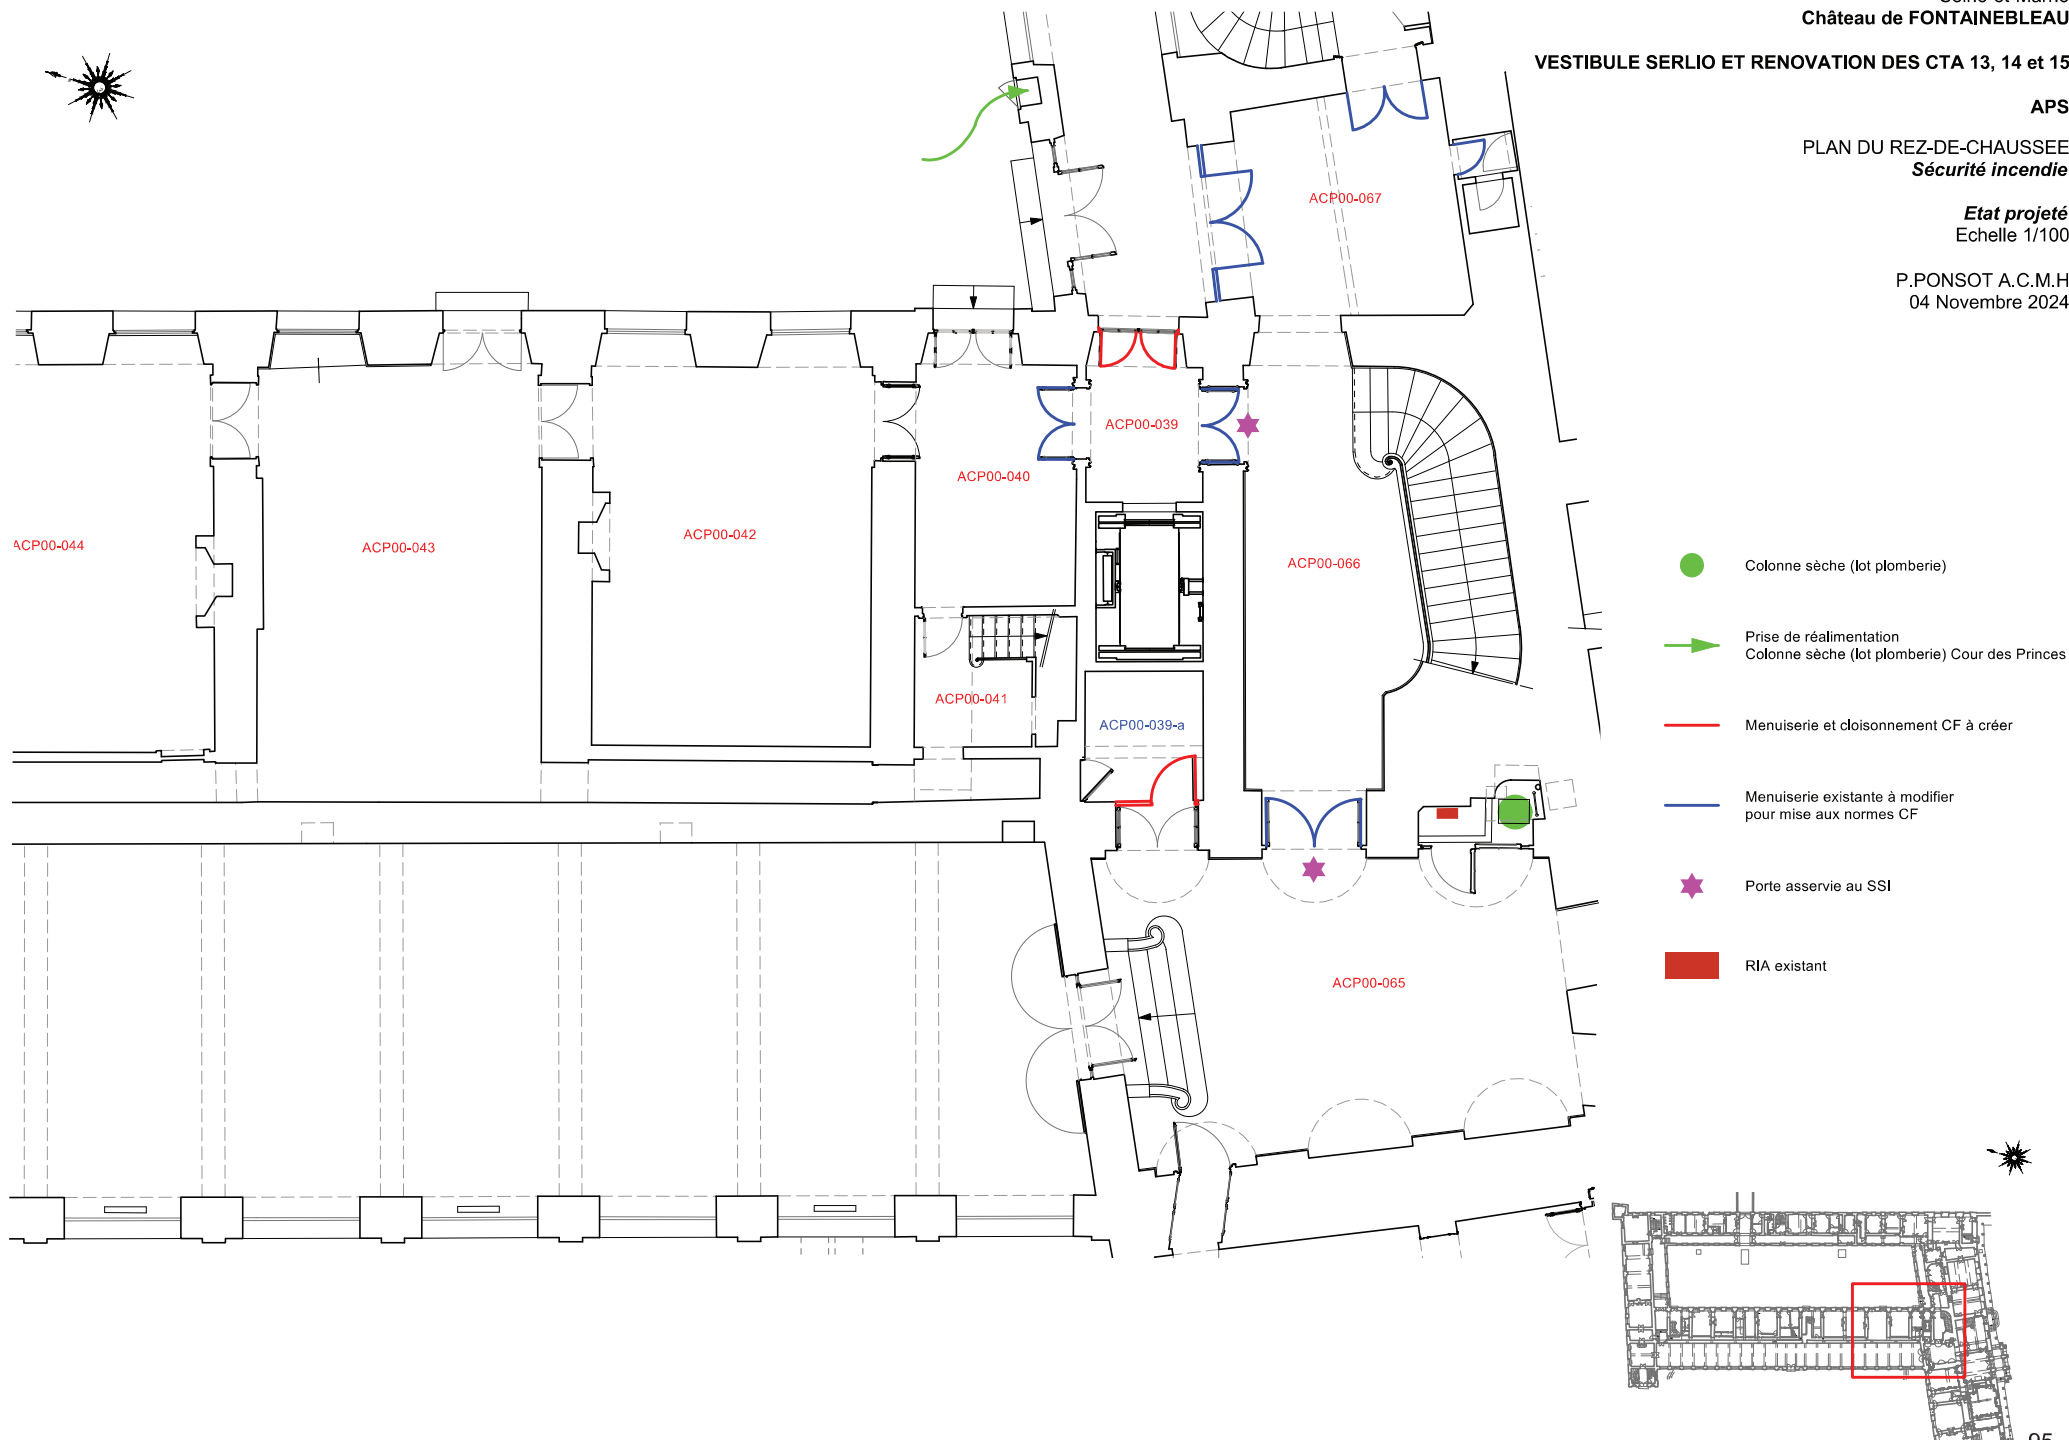 Seine et Marne
Château de FONTAINEBLEAU
VESTIBULE SERLIO ET RENOVATION DES CTA 13, 14 et 15
APS
PLAN DU REZ-DE-CHAUSSEE
Sécurité incendie
Etat projeté
Echelle 1/100
P.PONSOT A.C.M.H
04 Novembre 2024
ACP00-067
ACP00-039
ACP00-040
ACP00-042
ACP00-043
ACP00-044
ACP00-066
ACP00-041
ACP00-039-a
ACP00-065
Colonne sèche (lot plomberie)
Prise de réalimentation
Colonne sèche (lot plomberie) Cour des Princes
Menuiserie et cloisonnement CF à créer
Menuiserie existante à modifier
pour mise aux normes CF
Porte asservie au SSI
RIA existant
95